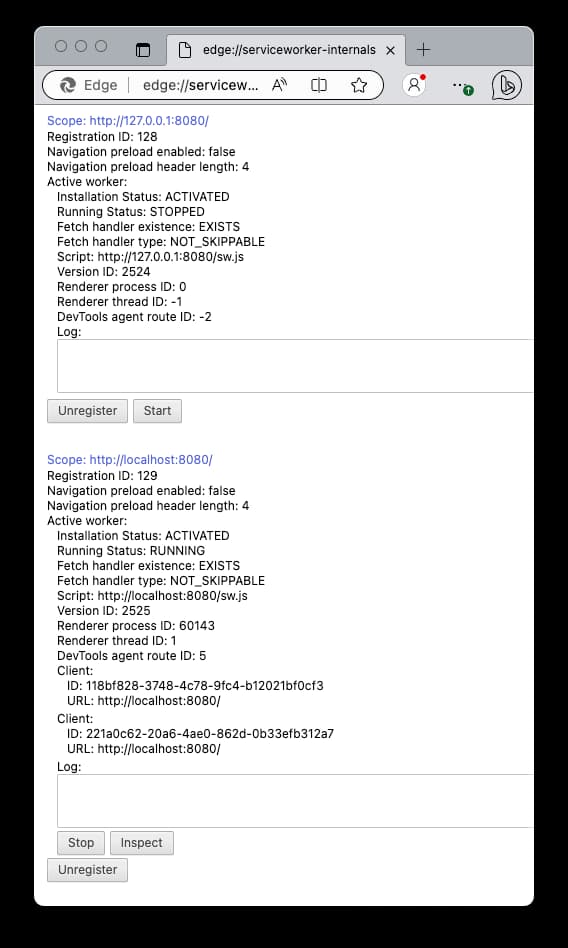 edge://serviceworker-internals
Edge edge://servicew...
Scope: http://127.0.0.1:8080/
Registration ID: 128
Navigation preload enabled: false
Navigation preload header length: 4
Active worker:
Installation Status: ACTIVATED
Running Status: STOPPED
Fetch handler existence: EXISTS
Fetch handler type: NOT_SKIPPABLE
Script: http://127.0.0.1:8080/sw.js
Version ID: 2524
Renderer process ID: 0
Renderer thread ID: -1
DevTools agent route ID: -2
Log:
Unregister Start
Scope: http://localhost:8080/
Registration ID: 129
Navigation preload enabled: false
Navigation preload header length: 4
Active worker:
Installation Status: ACTIVATED
Running Status: RUNNING
Fetch handler existence: EXISTS
Fetch handler type: NOT_SKIPPABLE
Script: http://localhost:8080/sw.js
Version ID: 2525
Renderer process ID: 60143
Renderer thread ID: 1
DevTools agent route ID: 5
Client:
ID: 118bf828-3748-4c78-9fc4-b12021bf0cf3
URL: http://localhost:8080/
Client:
ID: 221a0c62-20a6-4ae0-862d-0b33efb312a7
URL: http://localhost:8080/
Log:
Stop Inspect
Unregister